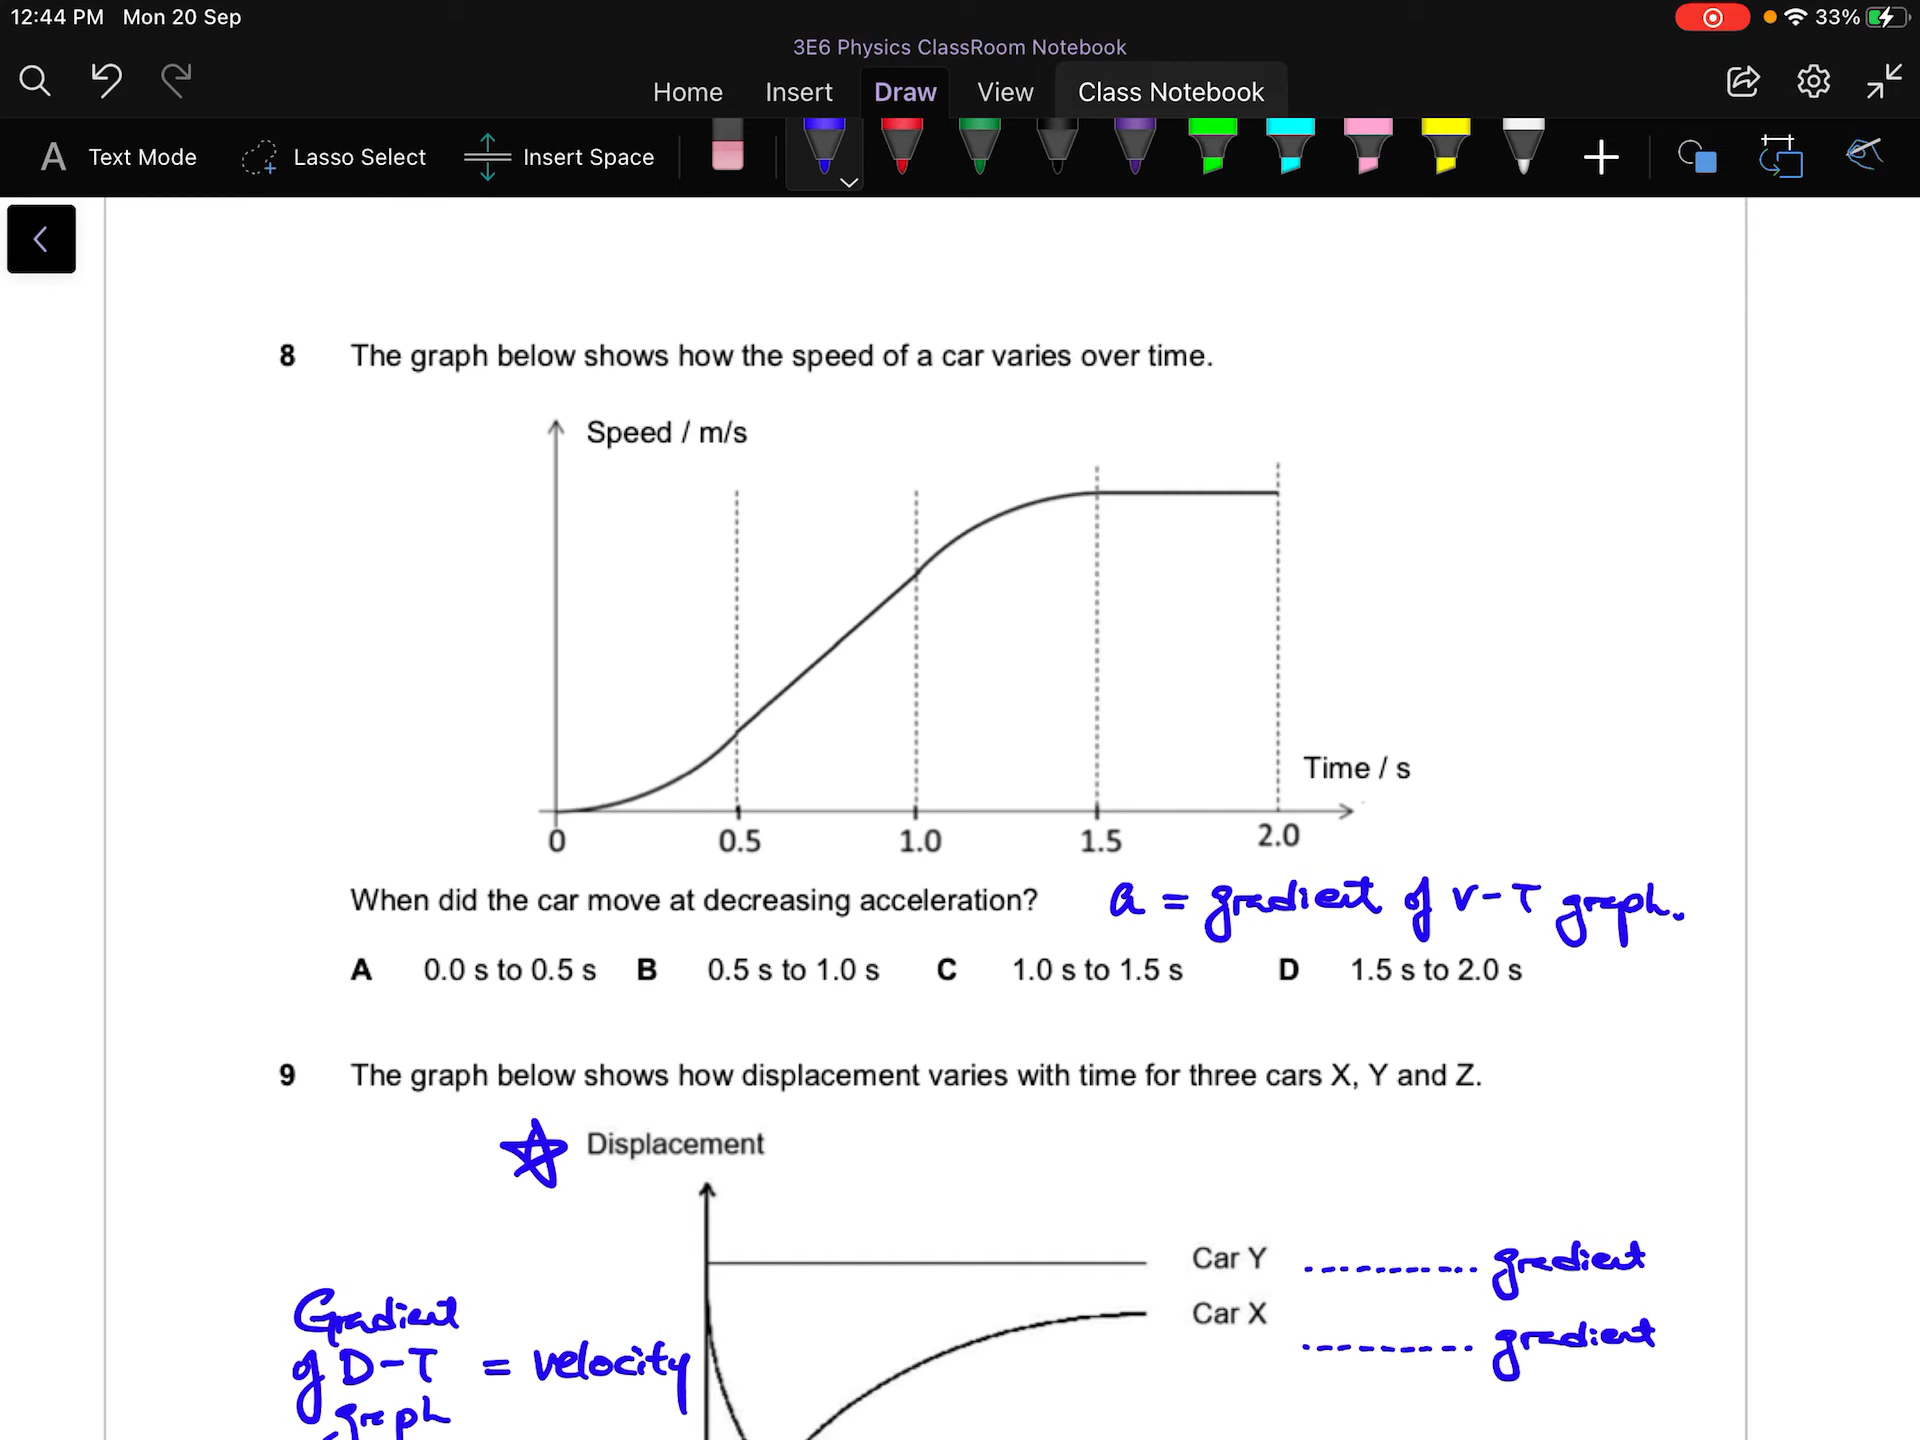 12:44 PM Mon 20 Sep
33%
3E6 Physics ClassRoom Notebook
Home Insert Draw View Class Notebook
A Text Mode Lasso Select Insert Space
8 The graph below shows how the speed of a car varies over time.
Speed / m/s
Time / s
0 0.5 1.0 1.5 2.0
When did the car move at decreasing acceleration? a = gradient of V-T graph.
A 0.0 s to 0.5 s B 0.5 s to 1.0 s C 1.0 s to 1.5 s D 1.5 s to 2.0 s
9 The graph below shows how displacement varies with time for three cars X, Y and Z.
Displacement
Car Y gradient
Car X gradient
Gradient
of D-T = velocity
graph